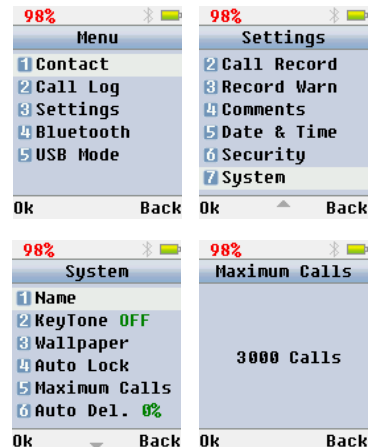 98%
Menu
1 Contact
2 Call Log
3 Settings
4 Bluetooth
5 USB Mode
Ok Back
98%
Settings
2 Call Record
3 Record Warn
4 Comments
5 Date & Time
6 Security
7 System
Ok Back
98%
System
1 Name
2 KeyTone OFF
3 Wallpaper
4 Auto Lock
5 Maximum Calls
6 Auto Del. 0%
Ok Back
98%
Maximum Calls
3000 Calls
Ok Back